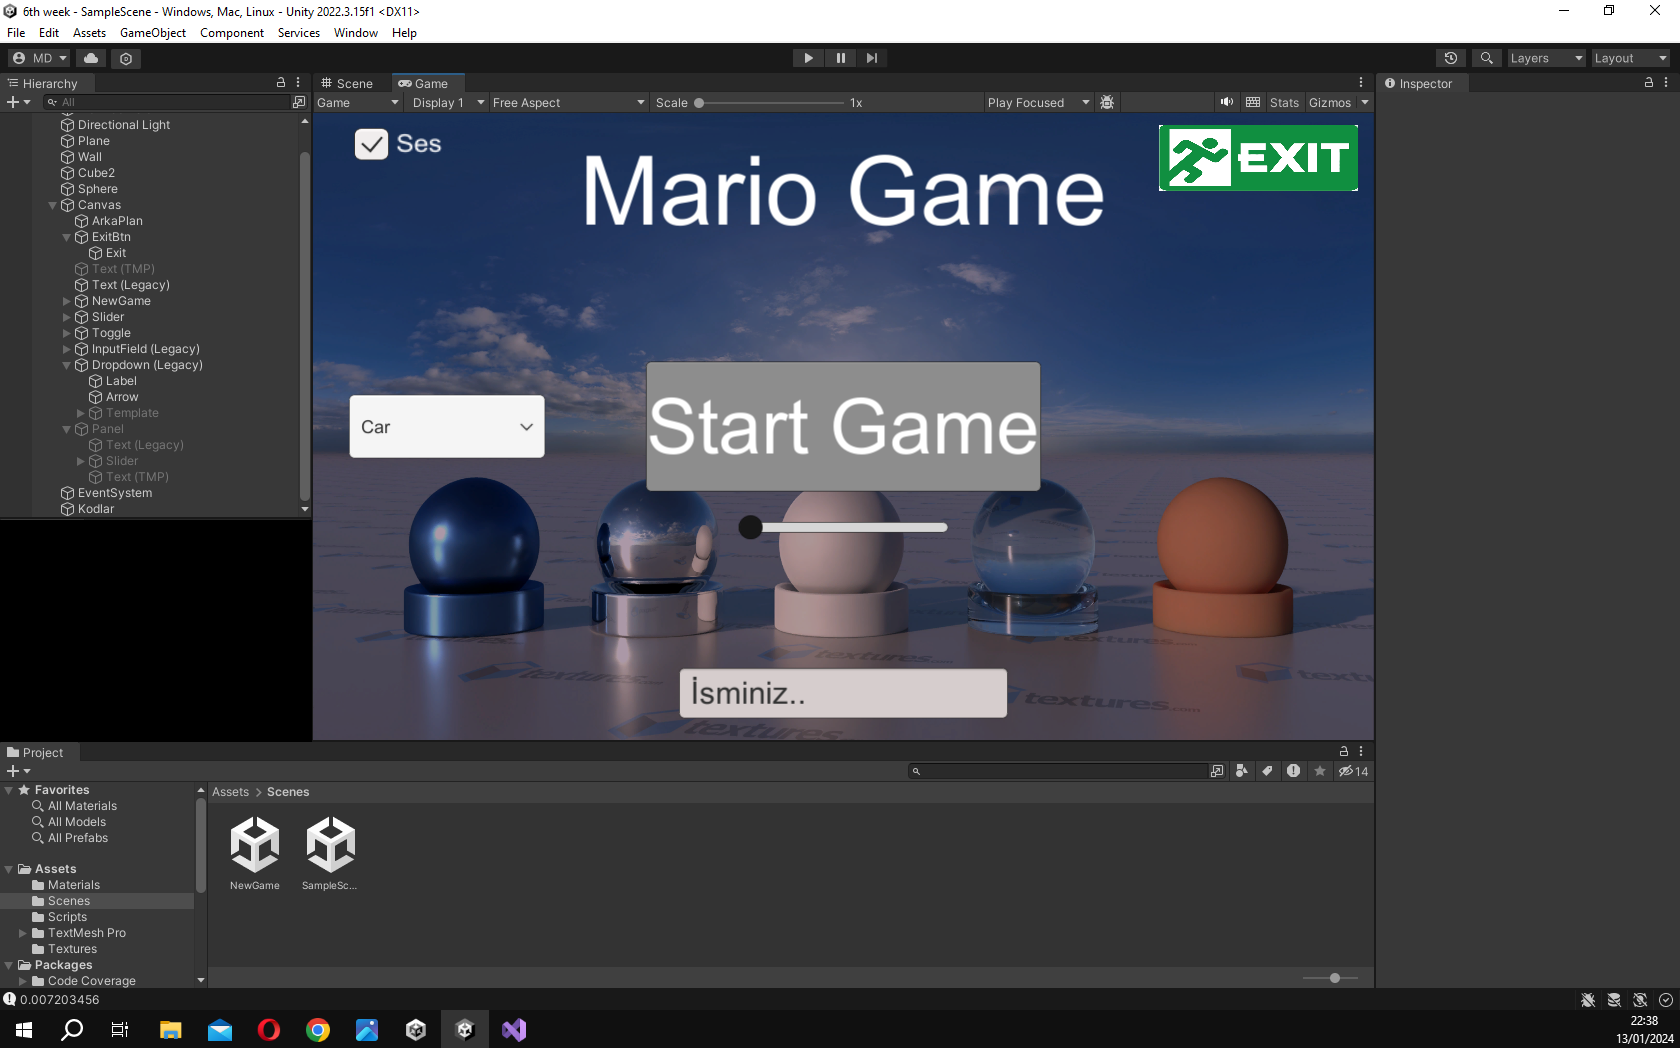 6th week - SampleScene - Windows, Mac, Linux - Unity 2022.3.15f1 <DX11>
File Edit Assets GameObject Component Services Window Help
MD
Layers
Layout
Hierarchy
All
Directional Light
Plane
Wall
Cube2
Sphere
Canvas
ArkaPlan
ExitBtn
Exit
Text (TMP)
Text (Legacy)
NewGame
Slider
Toggle
InputField (Legacy)
Dropdown (Legacy)
Label
Arrow
Template
Panel
Text (Legacy)
Slider
Text (TMP)
EventSystem
Kodlar
Scene
Game
Game Display 1 Free Aspect Scale 1x Play Focused Stats Gizmos
Ses
Mario Game
EXIT
Car
Start Game
İsminiz..
textures.com
textures
Inspector
Project
14
Favorites
All Materials
All Models
All Prefabs
Assets
Materials
Scenes
Scripts
TextMesh Pro
Textures
Packages
Code Coverage
Assets > Scenes
NewGame
SampleSc...
0.007203456
22:38
13/01/2024